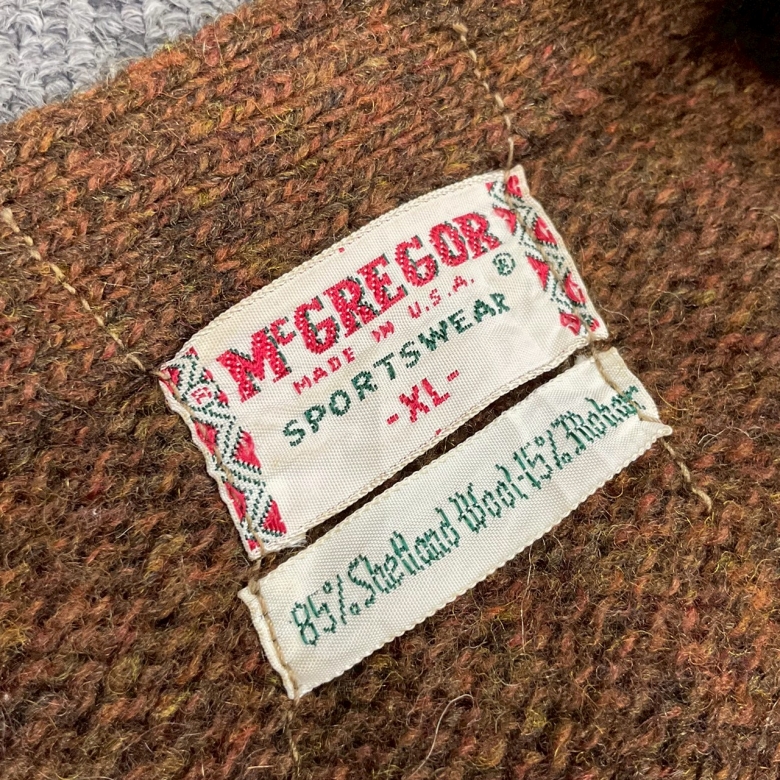 McGREGOR
MADE IN U.S.A. ®
SPORTSWEAR
-XL-
85% Shetland Wool-15% Mohair